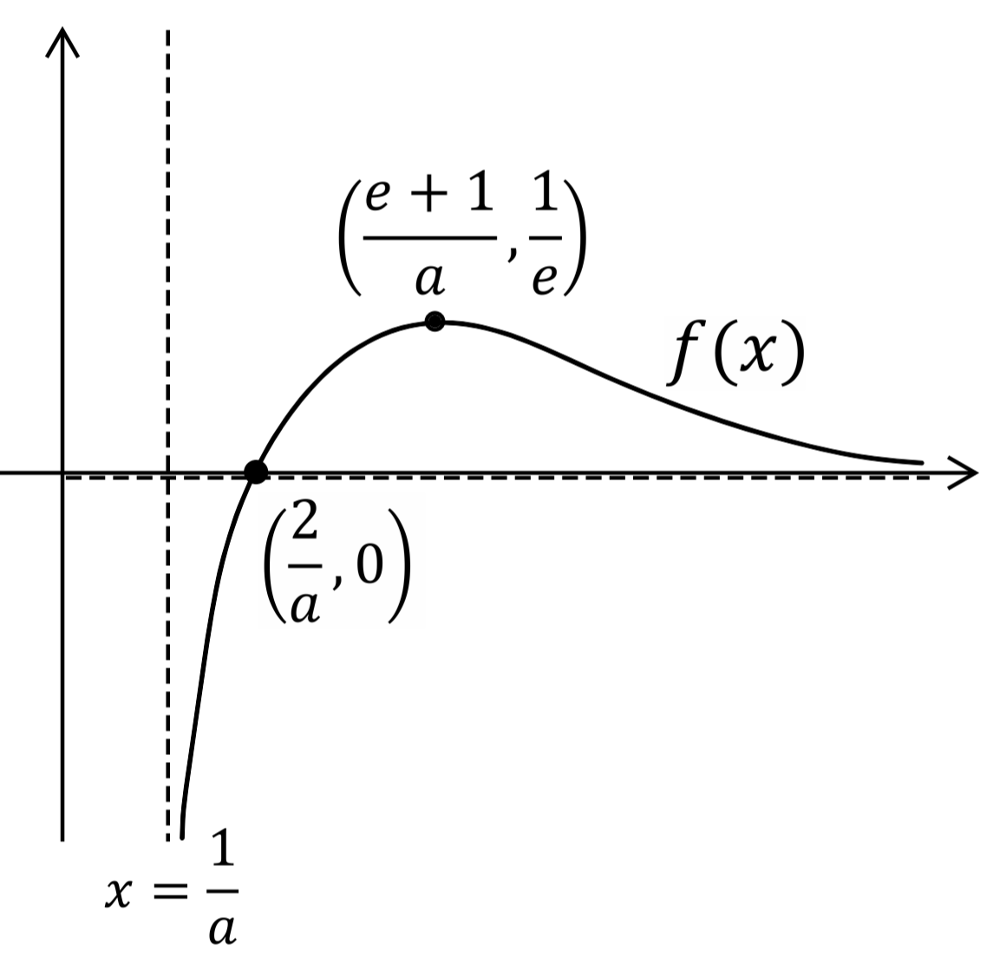 (e + 1/a, 1/e)
f(x)
(2/a, 0)
x = 1/a